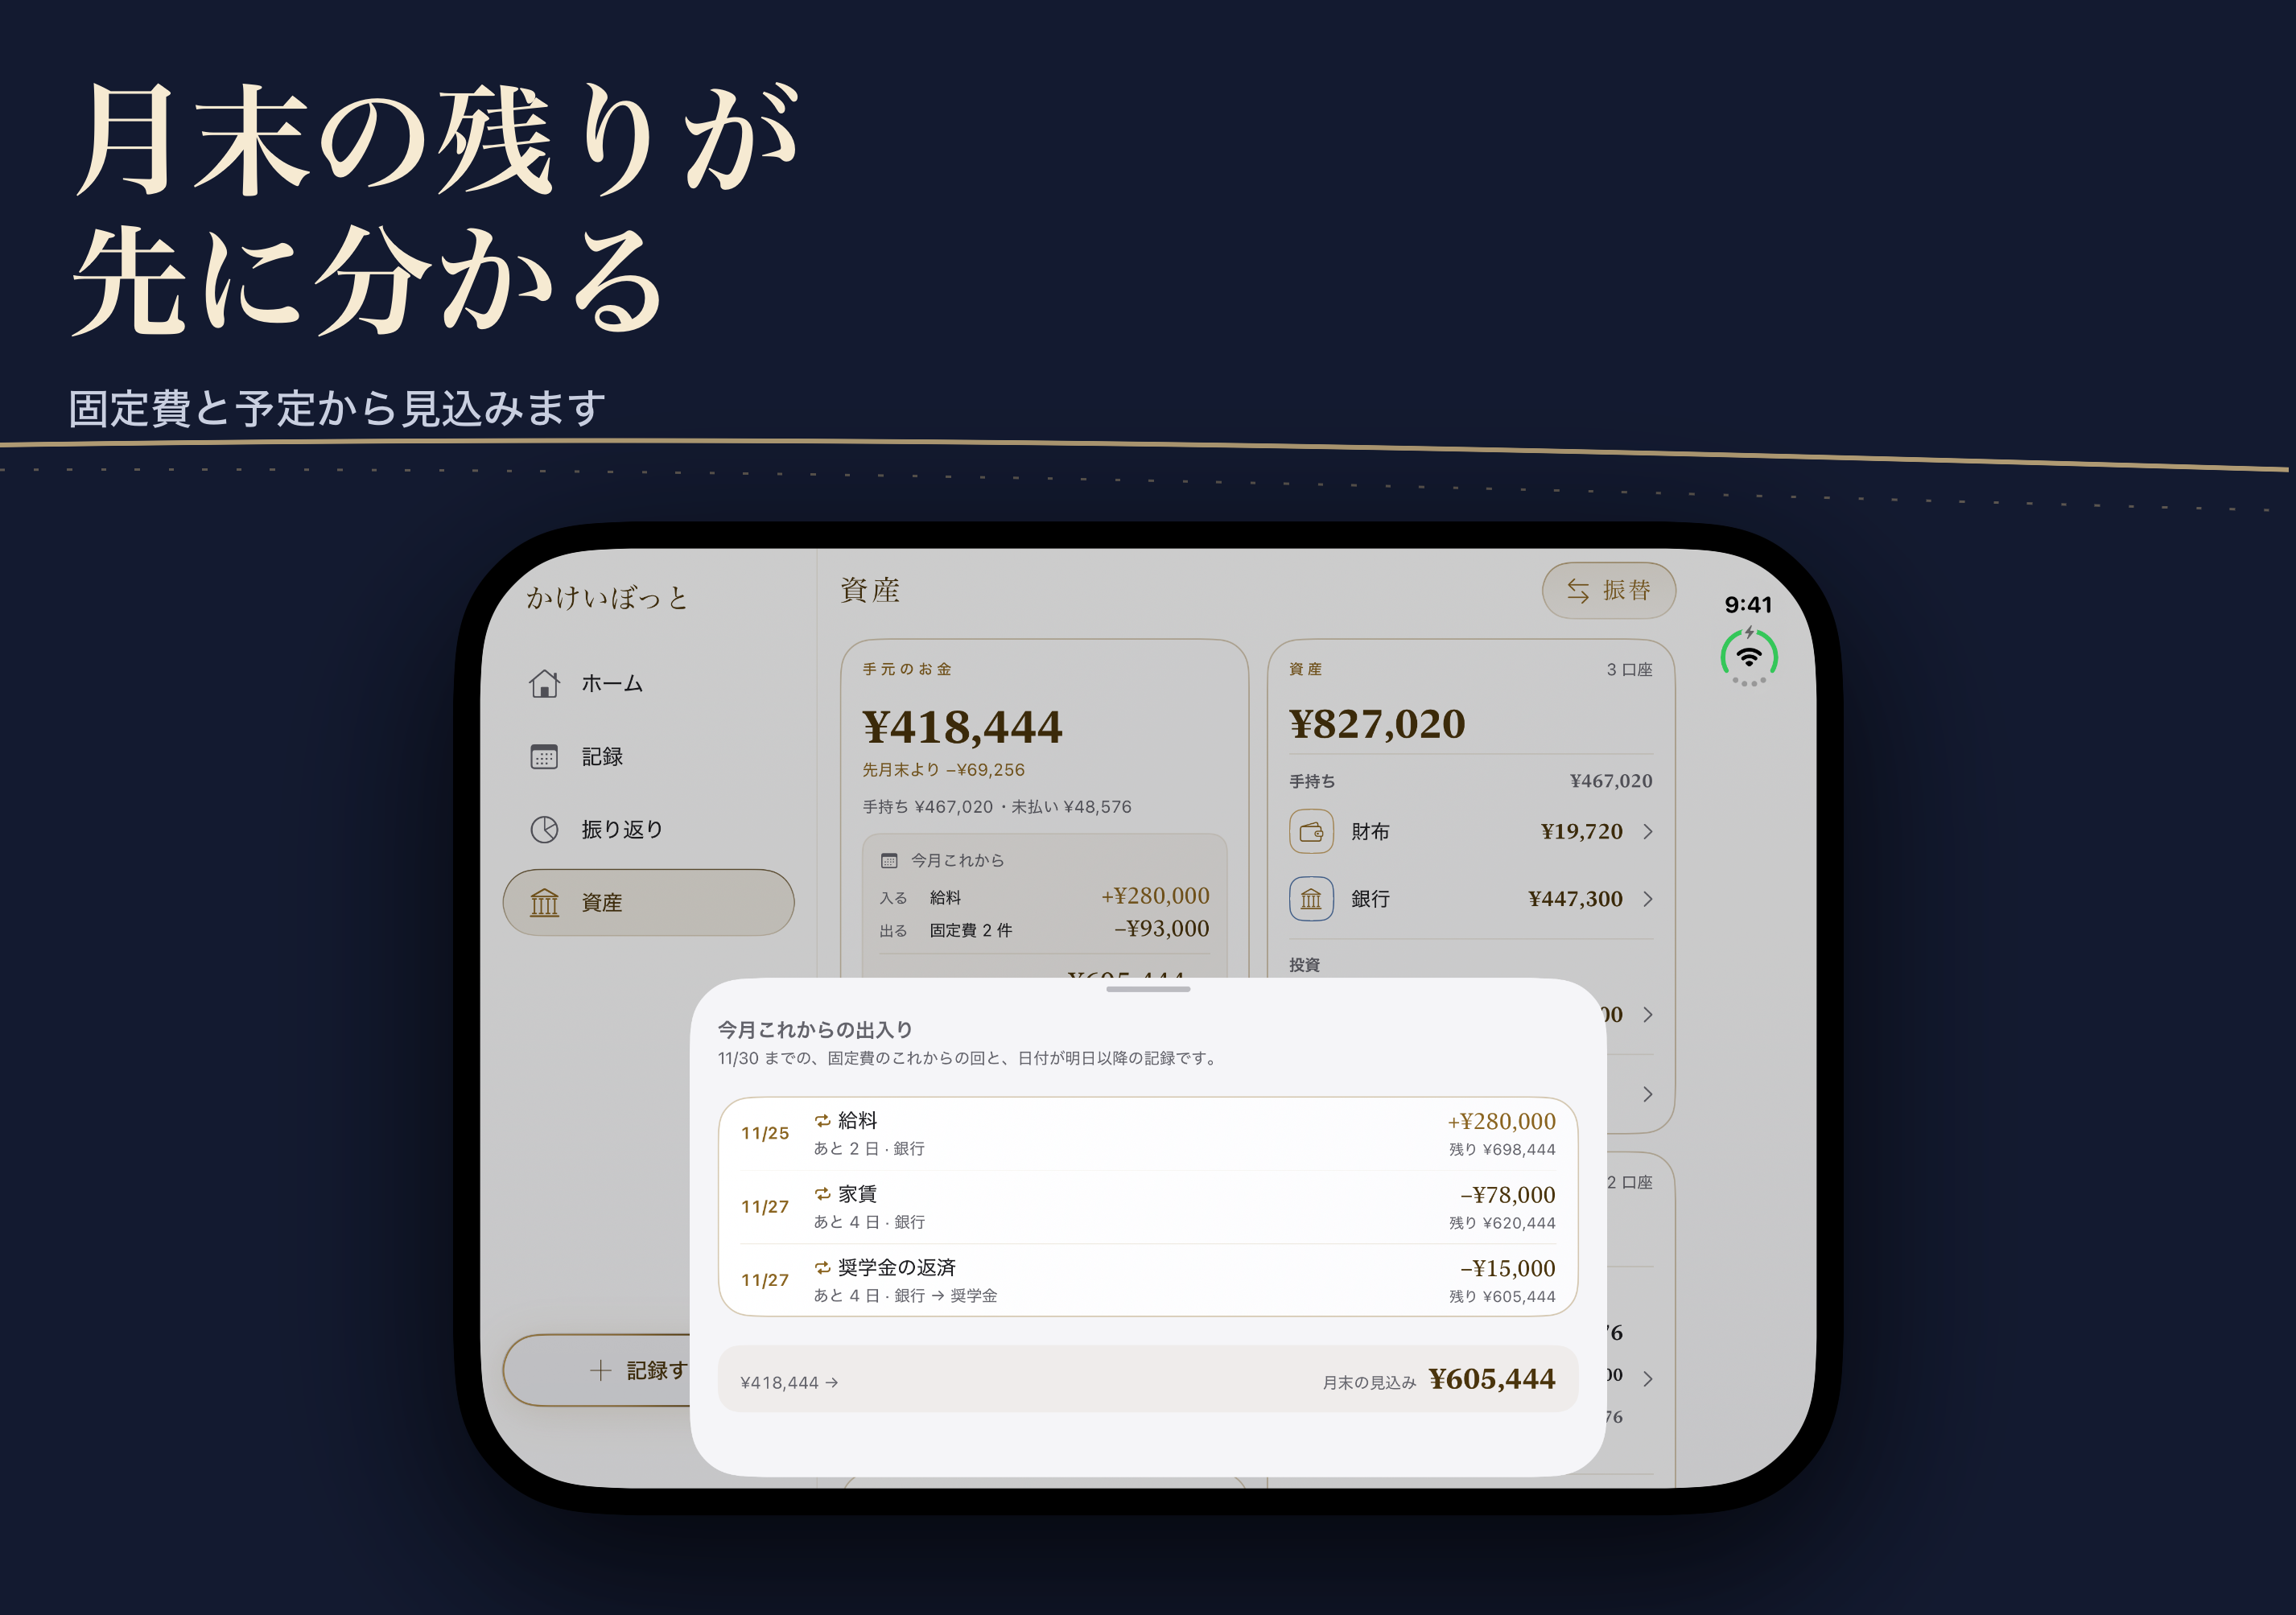 月末の残りが
先に分かる
固定費と予定から見込みます
かけいぼっと
ホーム
記録
振り返り
資産
資産
振替
9:41
手元のお金
¥418,444
先月末より −¥69,256
手持ち ¥467,020・未払い ¥48,576
今月これから
入る 給料 +¥280,000
出る 固定費 2 件 −¥93,000
¥605,444
資産 3 口座
¥827,020
手持ち ¥467,020
財布 ¥19,720
銀行 ¥447,300
投資
00
2 口座
76
00
76
記録す
今月これからの出入り
11/30 までの、固定費のこれからの回と、日付が明日以降の記録です。
11/25 給料 +¥280,000
あと 2 日 · 銀行 残り ¥698,444
11/27 家賃 −¥78,000
あと 4 日 · 銀行 残り ¥620,444
11/27 奨学金の返済 −¥15,000
あと 4 日 · 銀行 → 奨学金 残り ¥605,444
¥418,444 → 月末の見込み ¥605,444